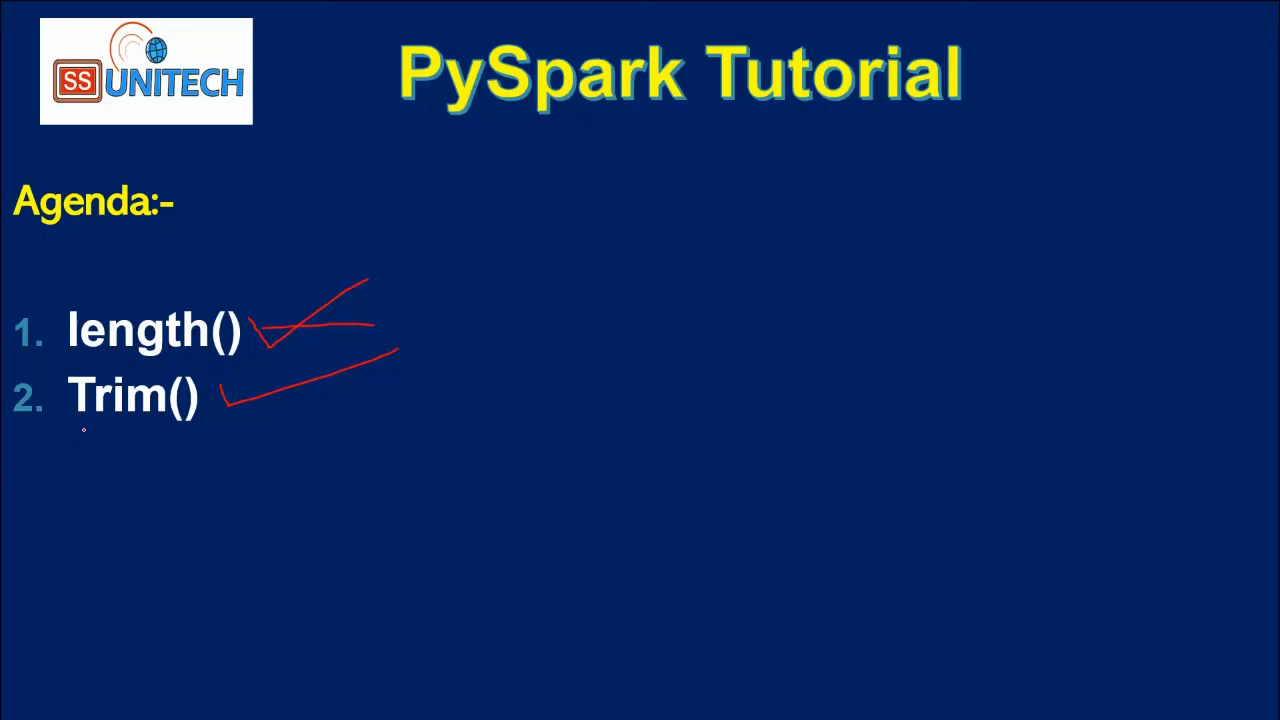 SS UNITECH
PySpark Tutorial
Agenda:-
1. length()
2. Trim()